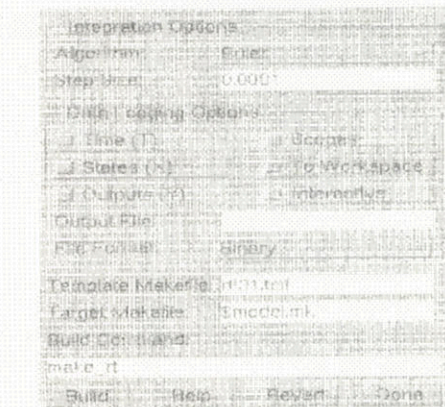 Integration Options
Algorithm: Euler
Step Size: 0.0001
Data Logging Options
Time (T) Scopes
States (X) To Workspace
Outputs (Y) Interactive
Output File:
File Format: Binary
Template Makefile:
Target Makefile: $model.mk
Build Command:
make_rt
Build Help Revert Done